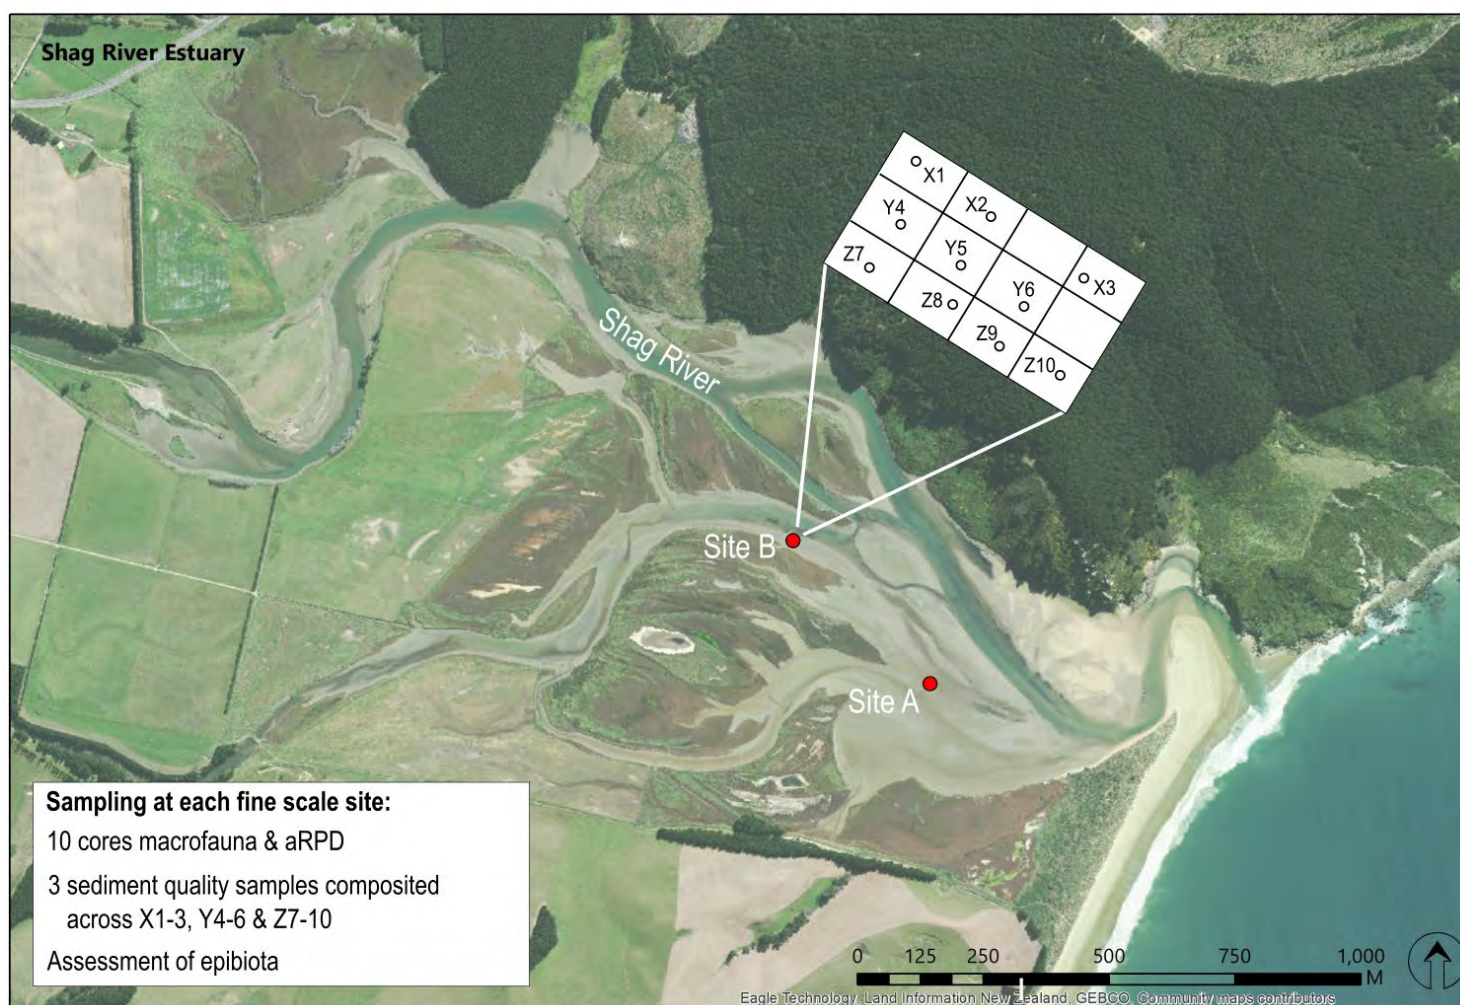 Shag River Estuary
X1
X2
X3
Y4
Y5
Y6
Z7
Z8
Z9
Z10
Shag River
Site B
Site A
Sampling at each fine scale site:
10 cores macrofauna & aRPD
3 sediment quality samples composited
across X1-3, Y4-6 & Z7-10
Assessment of epibiota
0 125 250 500 750 1,000
M
Eagle Technology, Land Information New Zealand, GEBCO, Community maps contributors